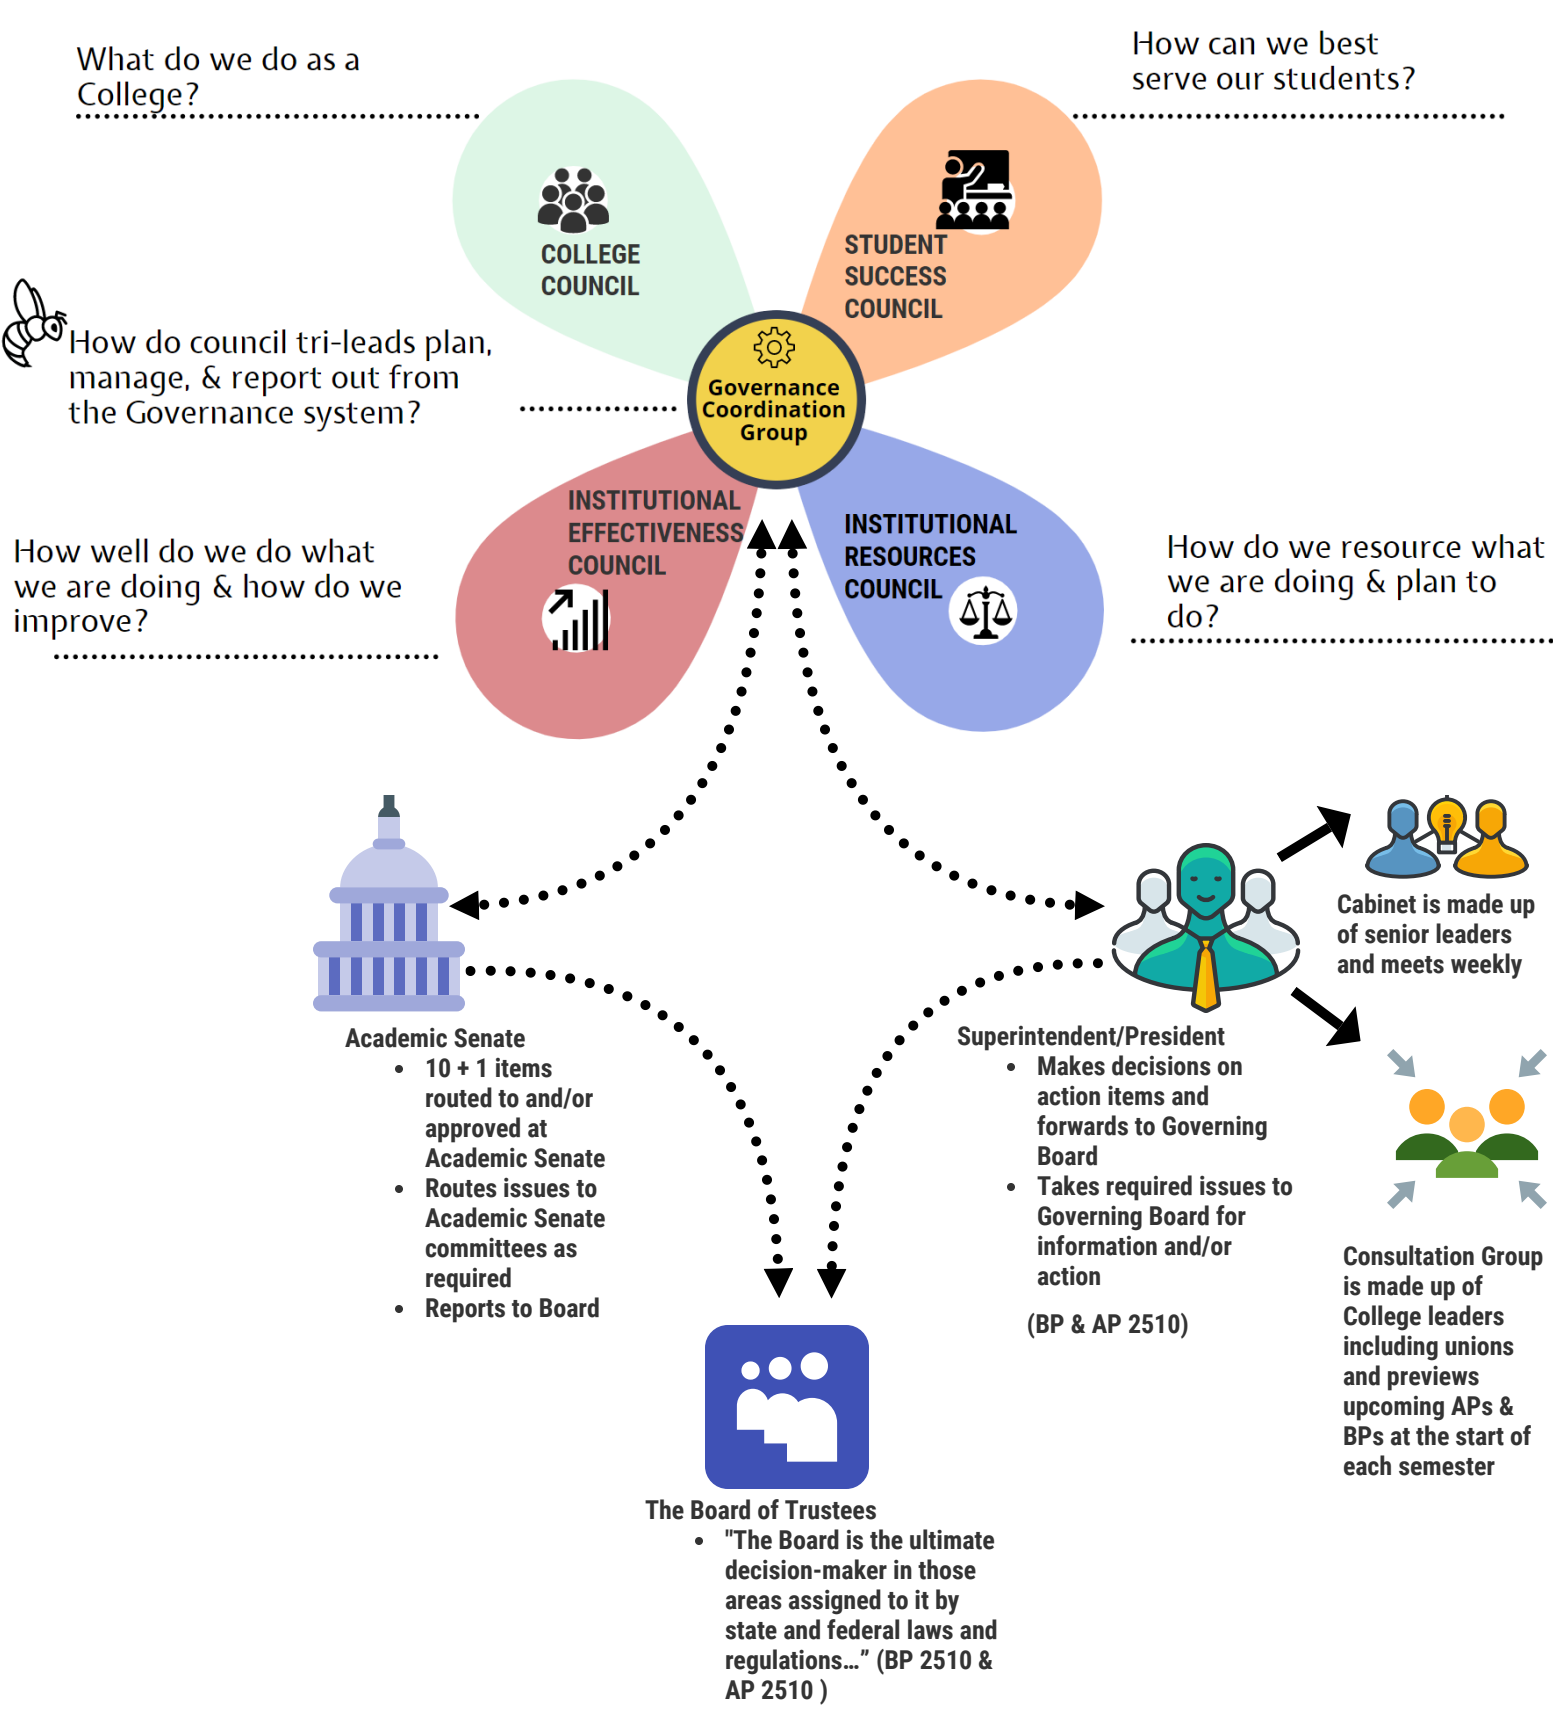 What do we do as a
College?
How can we best
serve our students?
COLLEGE
COUNCIL
STUDENT
SUCCESS
COUNCIL
How do council tri-leads plan,
manage, & report out from
the Governance system?
Governance
Coordination
Group
INSTITUTIONAL
EFFECTIVENESS
COUNCIL
INSTITUTIONAL
RESOURCES
COUNCIL
How well do we do what
we are doing & how do we
improve?
How do we resource what
we are doing & plan to
do?
Cabinet is made up
of senior leaders
and meets weekly
Academic Senate
• 10 + 1 items
routed to and/or
approved at
Academic Senate
• Routes issues to
Academic Senate
committees as
required
• Reports to Board
Superintendent/President
• Makes decisions on
action items and
forwards to Governing
Board
• Takes required issues to
Governing Board for
information and/or
action
(BP & AP 2510)
Consultation Group
is made up of
College leaders
including unions
and previews
upcoming APs &
BPs at the start of
each semester
The Board of Trustees
• "The Board is the ultimate
decision-maker in those
areas assigned to it by
state and federal laws and
regulations…” (BP 2510 &
AP 2510 )